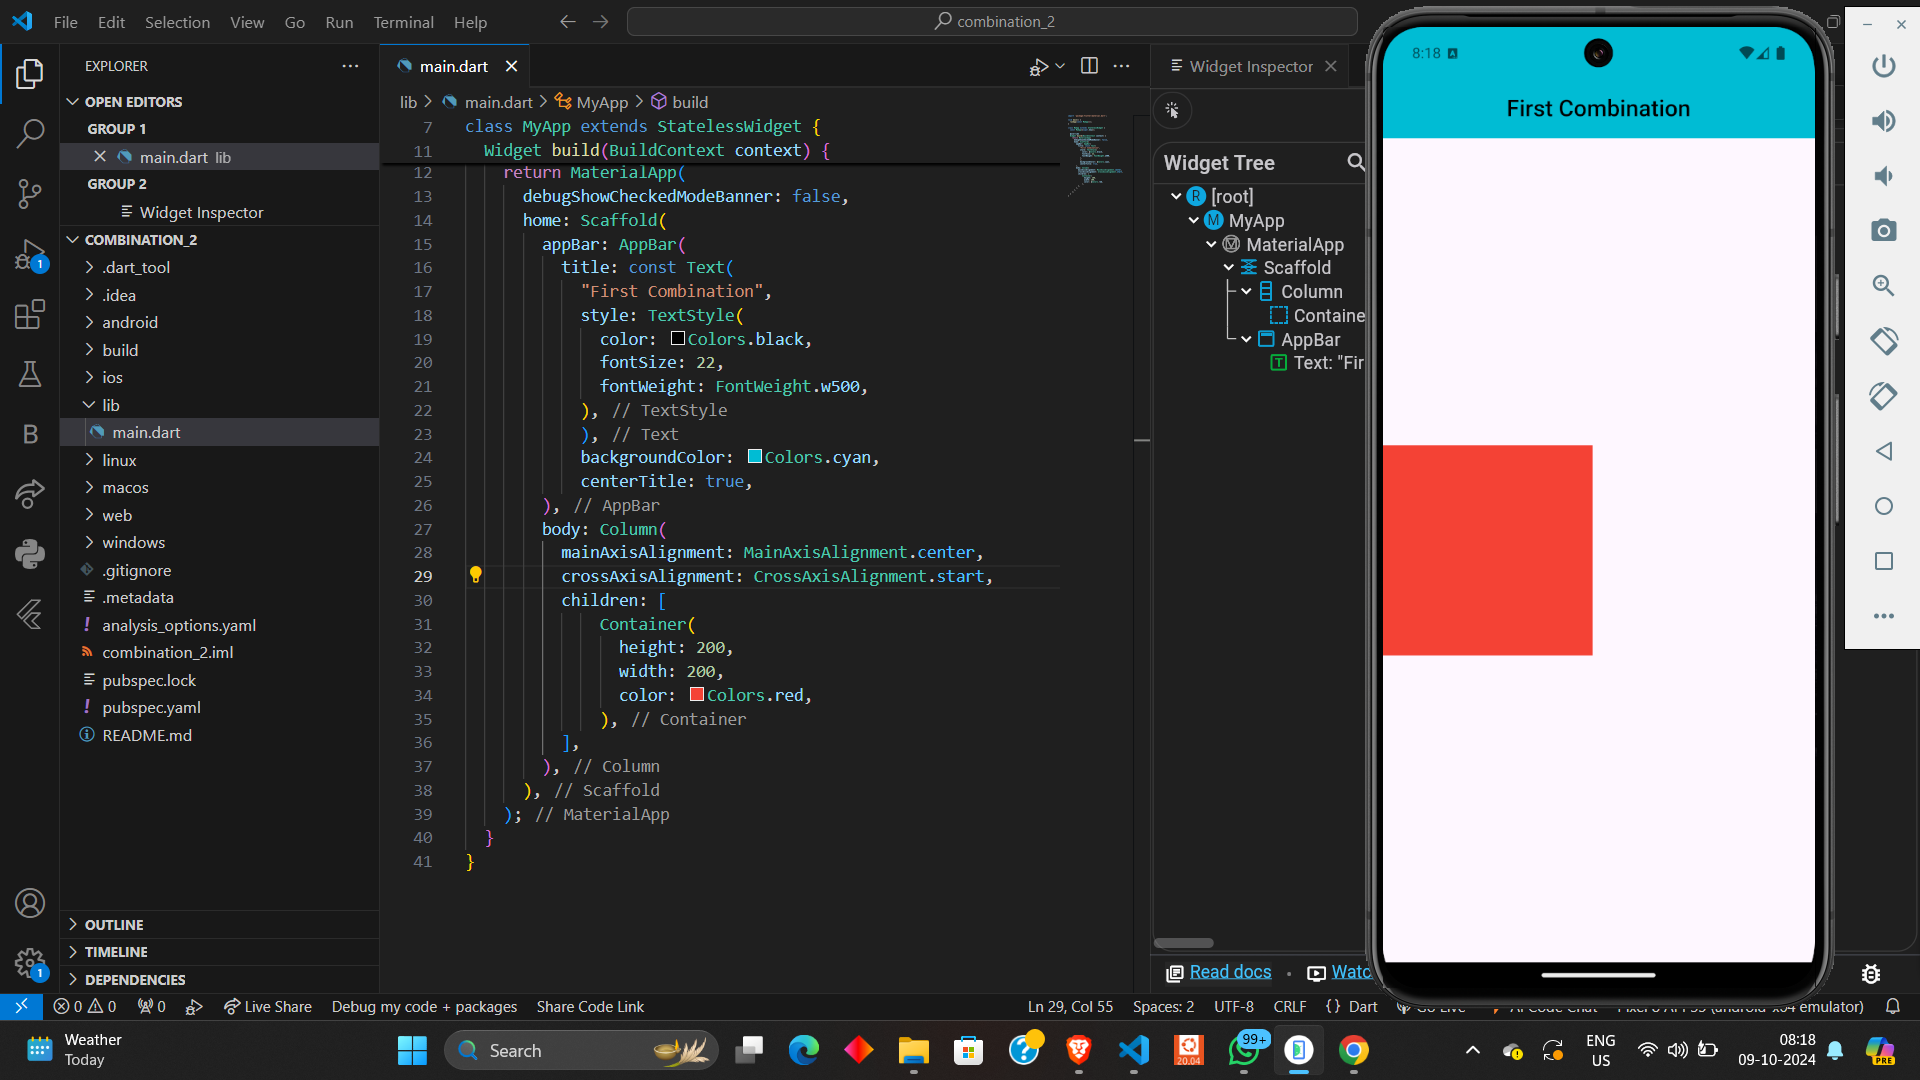 File Edit Selection View Go Run Terminal Help
combination_2
EXPLORER
OPEN EDITORS
GROUP 1
main.dart lib
GROUP 2
Widget Inspector
COMBINATION_2
.dart_tool
.idea
android
build
ios
lib
main.dart
linux
macos
web
windows
.gitignore
.metadata
analysis_options.yaml
combination_2.iml
pubspec.lock
pubspec.yaml
README.md
OUTLINE
TIMELINE
DEPENDENCIES
1
B
1
main.dart
lib > main.dart > MyApp > build
7 class MyApp extends StatelessWidget {
11 Widget build(BuildContext context) {
12 return MaterialApp(
13 debugShowCheckedModeBanner: false,
14 home: Scaffold(
15 appBar: AppBar(
16 title: const Text(
17 "First Combination",
18 style: TextStyle(
19 color: Colors.black,
20 fontSize: 22,
21 fontWeight: FontWeight.w500,
22 ), // TextStyle
23 ), // Text
24 backgroundColor: Colors.cyan,
25 centerTitle: true,
26 ), // AppBar
27 body: Column(
28 mainAxisAlignment: MainAxisAlignment.center,
29 crossAxisAlignment: CrossAxisAlignment.start,
30 children: [
31 Container(
32 height: 200,
33 width: 200,
34 color: Colors.red,
35 ), // Container
36 ],
37 ), // Column
38 ), // Scaffold
39 ); // MaterialApp
40 }
41 }
Widget Inspector
Widget Tree
R [root]
M MyApp
M MaterialApp
Scaffold
Column
Containe
AppBar
T Text: "Fir
Read docs • Watc
8:18 A
First Combination
0 0 0 Live Share Debug my code + packages Share Code Link
Ln 29, Col 55 Spaces: 2 UTF-8 CRLF {} Dart
Weather
Today
Search
20.04
99+
PRE
ENG
US
08:18
09-10-2024